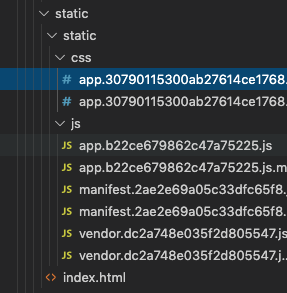 static
static
css
# app.30790115300ab27614ce1768.
# app.30790115300ab27614ce1768.
js
JS app.b22ce679862c47a75225.js
JS app.b22ce679862c47a75225.js.m
JS manifest.2ae2e69a05c33dfc65f8.j
JS manifest.2ae2e69a05c33dfc65f8.j
JS vendor.dc2a748e035f2d805547.js
JS vendor.dc2a748e035f2d805547.j..
<> index.html